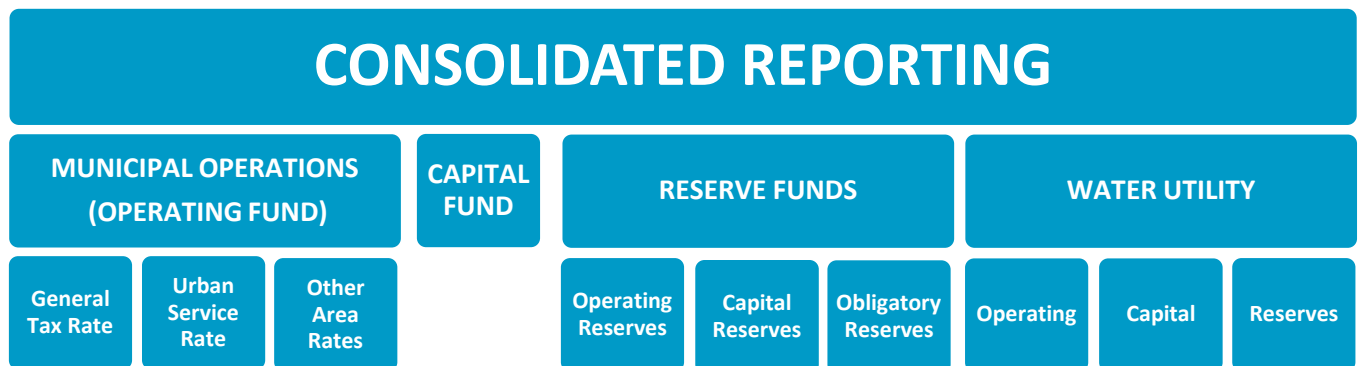 CONSOLIDATED REPORTING
MUNICIPAL OPERATIONS
(OPERATING FUND)
CAPITAL
FUND
RESERVE FUNDS
WATER UTILITY
General
Tax Rate
Urban
Service
Rate
Other
Area
Rates
Operating
Reserves
Capital
Reserves
Obligatory
Reserves
Operating
Capital
Reserves